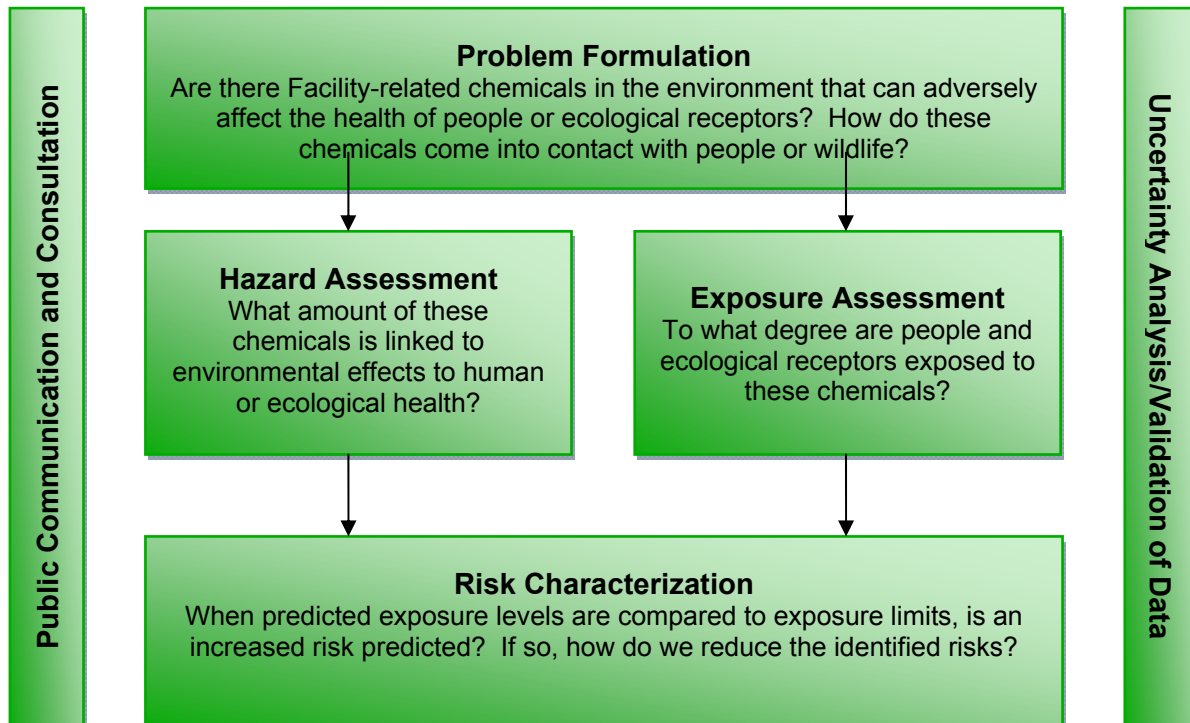 Public Communication and Consultation
Problem Formulation
Are there Facility-related chemicals in the environment that can adversely
affect the health of people or ecological receptors?  How do these
chemicals come into contact with people or wildlife?
Hazard Assessment
What amount of these
chemicals is linked to
environmental effects to human
or ecological health?
Exposure Assessment
To what degree are people and
ecological receptors exposed to
these chemicals?
Risk Characterization
When predicted exposure levels are compared to exposure limits, is an
increased risk predicted?  If so, how do we reduce the identified risks?
Uncertainty Analysis/Validation of Data